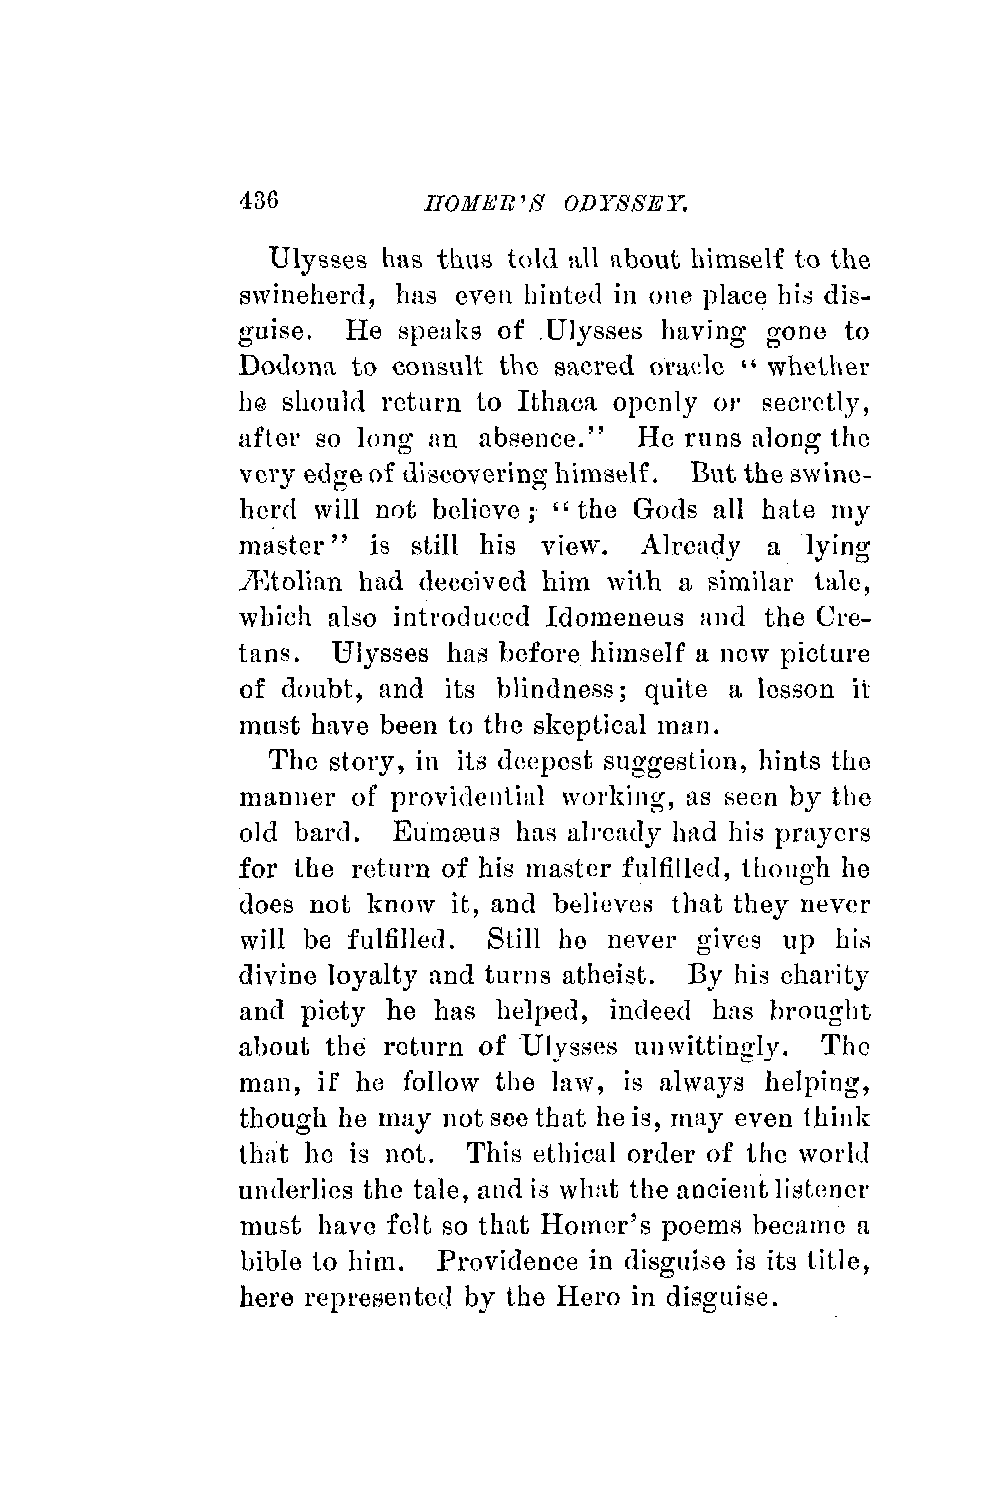 436 HOMER'S ODYSSEY.
Ulysses has thus told all about himself to the
swineherd, has even hinted in one place his dis-
guise. He speaks of Ulysses having gone to
Dodona to consult the sacred oracle "whether
he should return to Ithaca openly or secretly,
after so long an absence." He runs along the
very edge of discovering himself. But the swine-
herd will not believe; "the Gods all hate my
master" is still his view. Already a lying
Ætolian had deceived him with a similar tale,
which also introduced Idomeneus and the Cre-
tans. Ulysses has before himself a new picture
of doubt, and its blindness; quite a lesson it
must have been to the skeptical man.
The story, in its deepest suggestion, hints the
manner of providential working, as seen by the
old bard. Eumæus has already had his prayers
for the return of his master fulfilled, though he
does not know it, and believes that they never
will be fulfilled. Still he never gives up his
divine loyalty and turns atheist. By his charity
and piety he has helped, indeed has brought
about the return of Ulysses unwittingly. The
man, if he follow the law, is always helping,
though he may not see that he is, may even think
that he is not. This ethical order of the world
underlies the tale, and is what the ancient listener
must have felt so that Homer's poems became a
bible to him. Providence in disguise is its title,
here represented by the Hero in disguise.